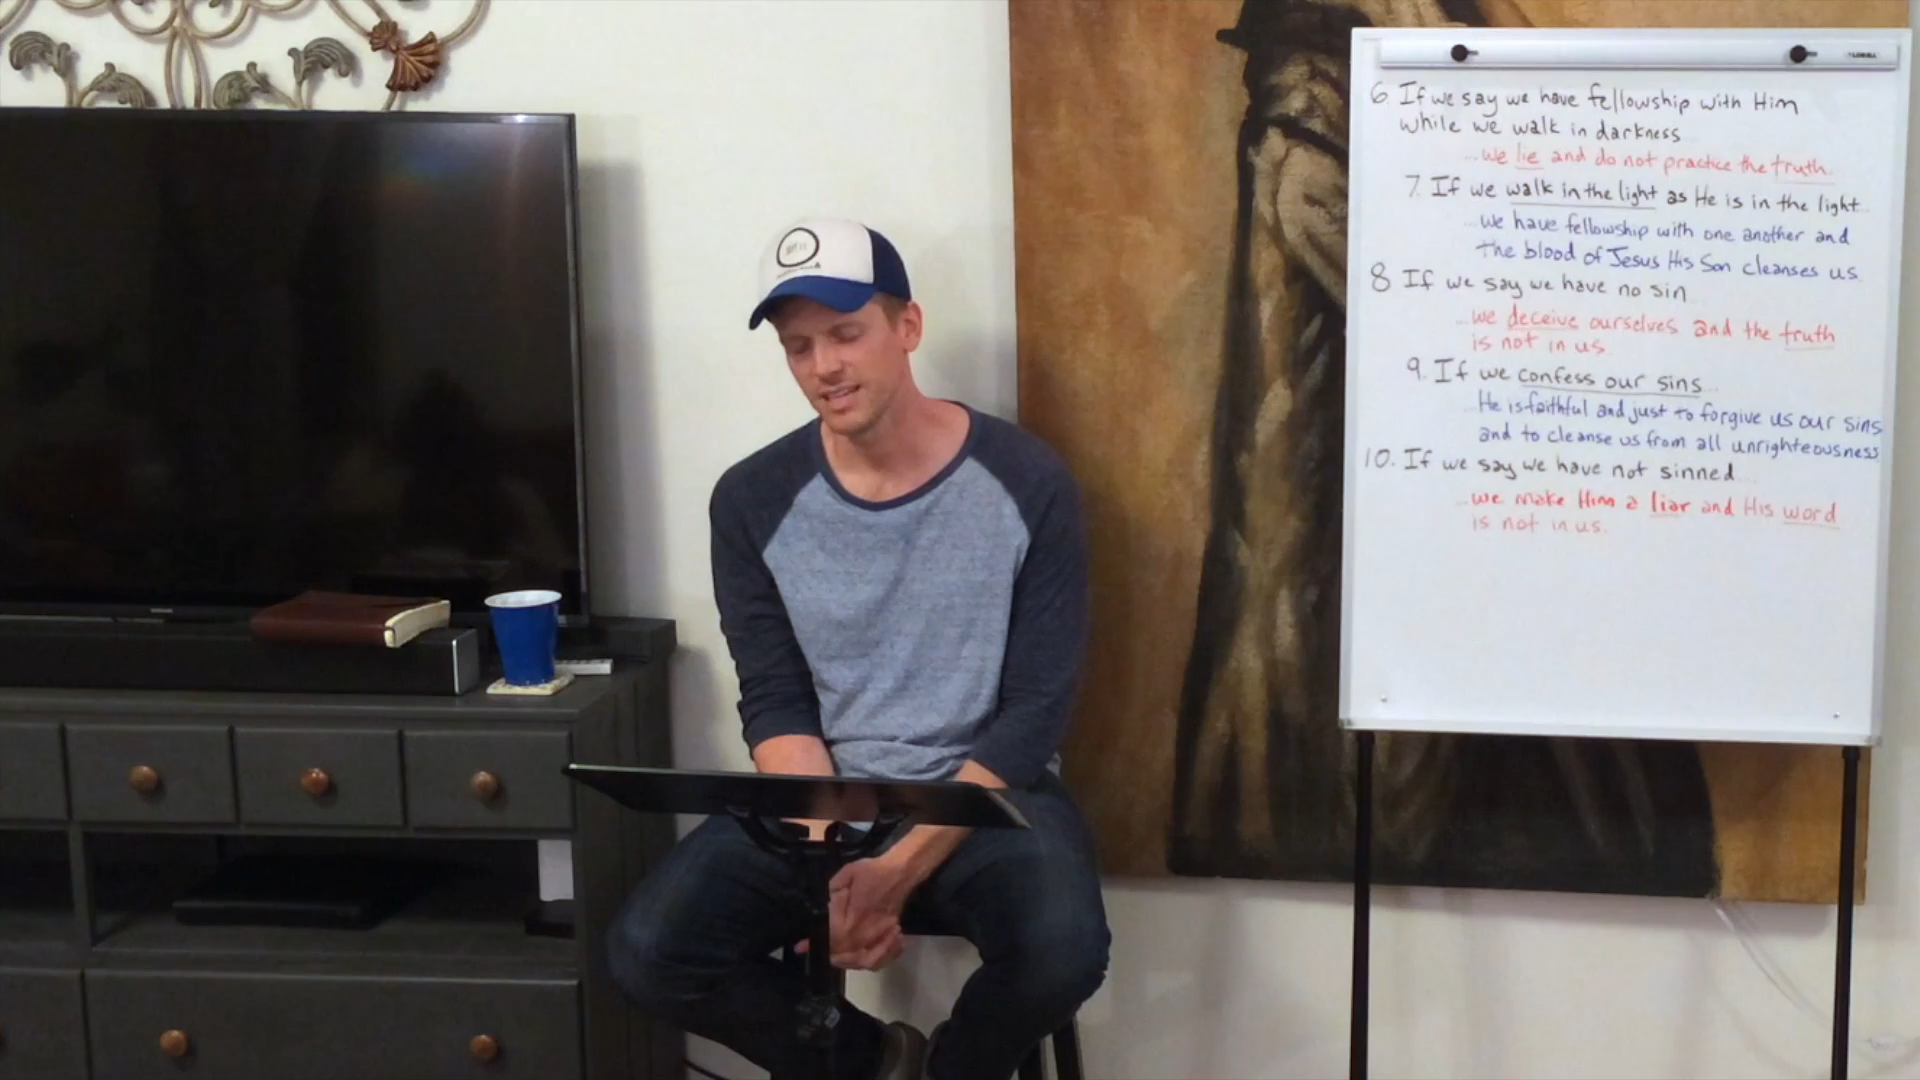 6. If we say we have fellowship with Him
while we walk in darkness...
...we lie and do not practice the truth.
7. If we walk in the light as He is in the light...
...we have fellowship with one another and
the blood of Jesus His Son cleanses us
8 If we say we have no sin...
...we deceive ourselves and the truth
is not in us
9. If we confess our sins...
...He is faithful and just to forgive us our sins
and to cleanse us from all unrighteousness
10. If we say we have not sinned...
...we make Him a liar and His word
is not in us.